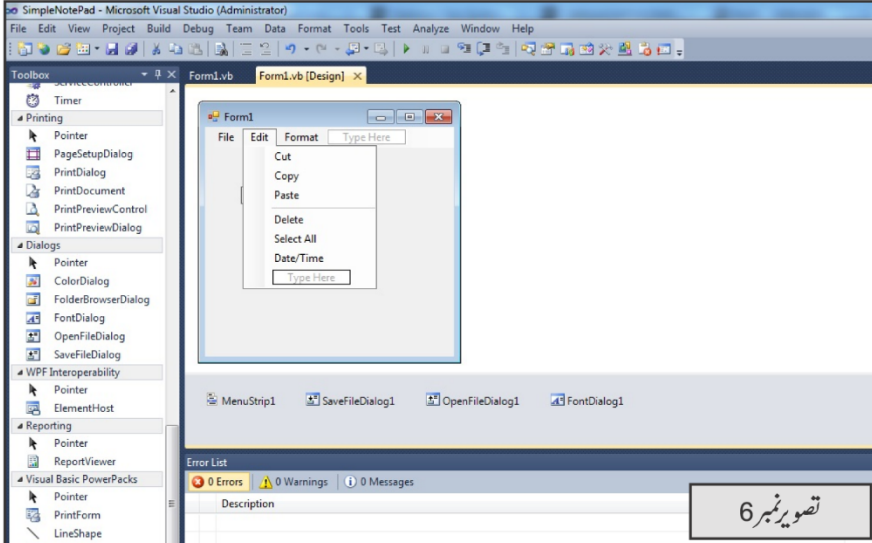 SimpleNotePad - Microsoft Visual Studio (Administrator)
File Edit View Project Build Debug Team Data Format Tools Test Analyze Window Help
Toolbox
Form1.vb Form1.vb [Design]
ServiceController
Timer
Printing
Pointer
PageSetupDialog
PrintDialog
PrintDocument
PrintPreviewControl
PrintPreviewDialog
Dialogs
Pointer
ColorDialog
FolderBrowserDialog
FontDialog
OpenFileDialog
SaveFileDialog
WPF Interoperability
Pointer
ElementHost
Reporting
Pointer
ReportViewer
Visual Basic PowerPacks
Pointer
PrintForm
LineShape
Form1
File Edit Format Type Here
Cut
Copy
Paste
Delete
Select All
Date/Time
Type Here
MenuStrip1 SaveFileDialog1 OpenFileDialog1 FontDialog1
Error List
0 Errors 0 Warnings 0 Messages
Description
تصویر نمبر 6